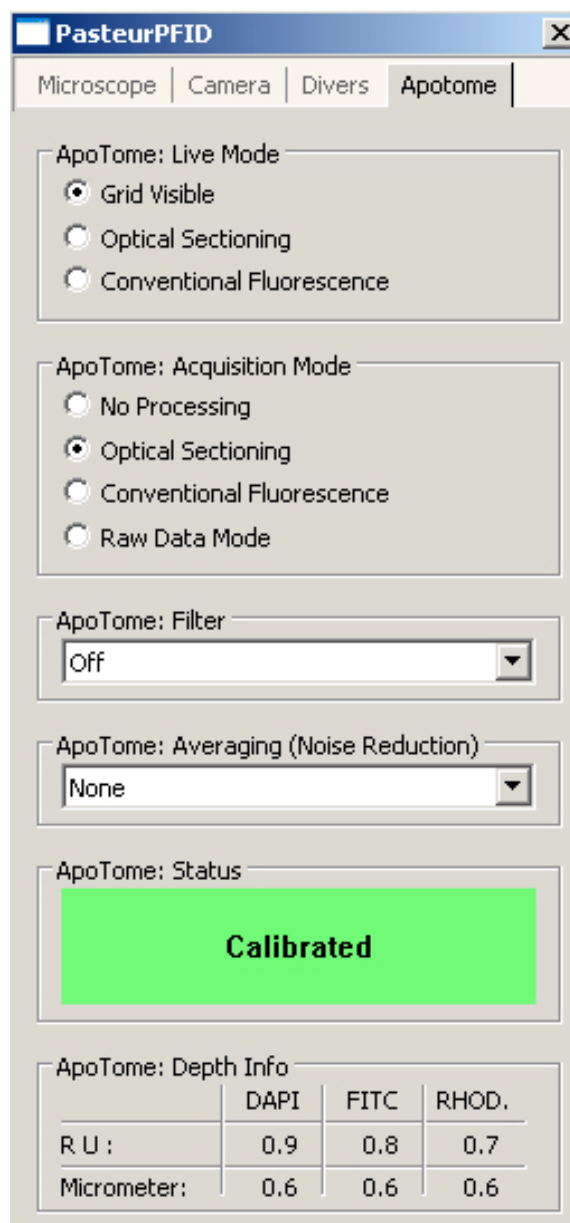 PasteurPFID
Microscope Camera Divers Apotome
ApoTome: Live Mode
Grid Visible
Optical Sectioning
Conventional Fluorescence
ApoTome: Acquisition Mode
No Processing
Optical Sectioning
Conventional Fluorescence
Raw Data Mode
ApoTome: Filter
Off
ApoTome: Averaging (Noise Reduction)
None
ApoTome: Status
Calibrated
ApoTome: Depth Info
DAPI FITC RHOD.
R U : 0.9 0.8 0.7
Micrometer: 0.6 0.6 0.6